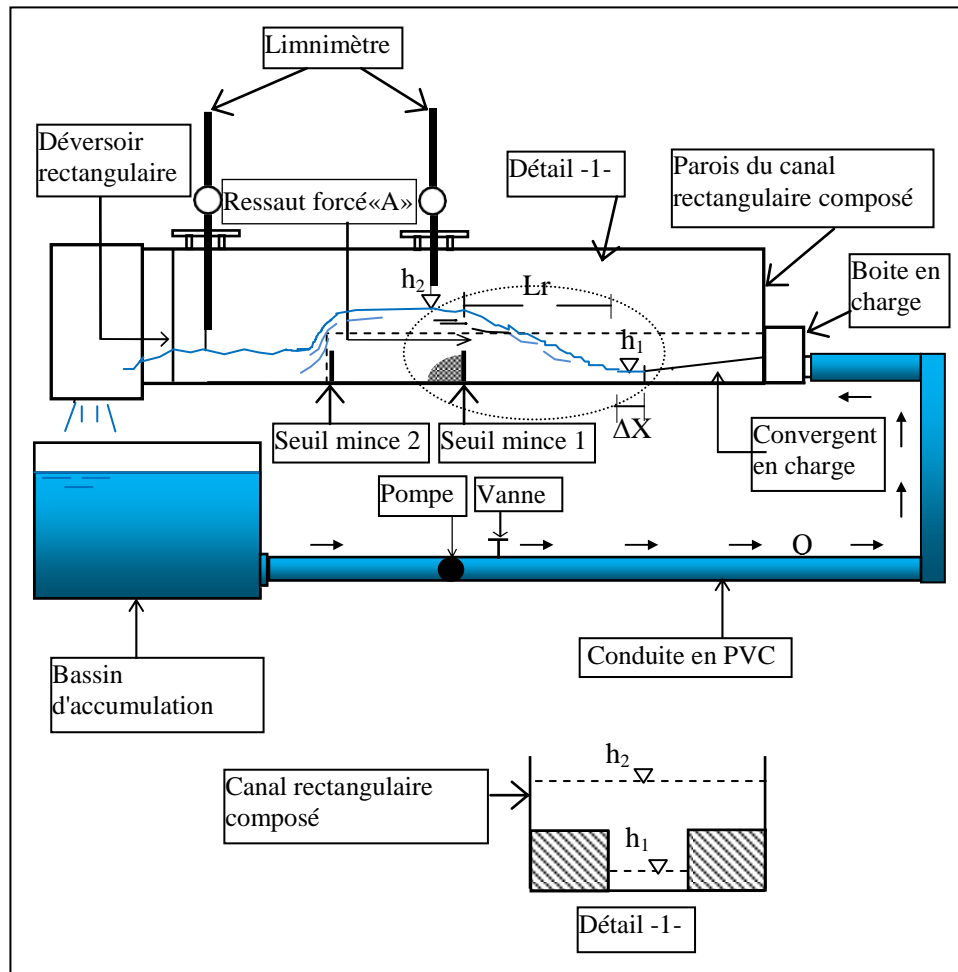 Limnimètre
Déversoir
rectangulaire
Détail -1-
Parois du canal
rectangulaire composé
Ressaut forcé«A»
Boite en
charge
h2
Lr
h1
Seuil mince 2
Seuil mince 1
ΔX
Convergent
en charge
Pompe
Vanne
Q
Bassin
d'accumulation
Conduite en PVC
h2
Canal rectangulaire
composé
h1
Détail -1-